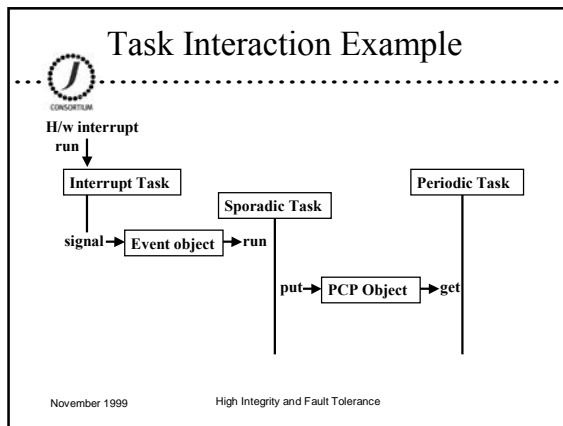 Task Interaction Example
J
CONSORTIUM
H/w interrupt
run
Interrupt Task
Periodic Task
Sporadic Task
signal
Event object
run
put
PCP Object
get
November 1999
High Integrity and Fault Tolerance